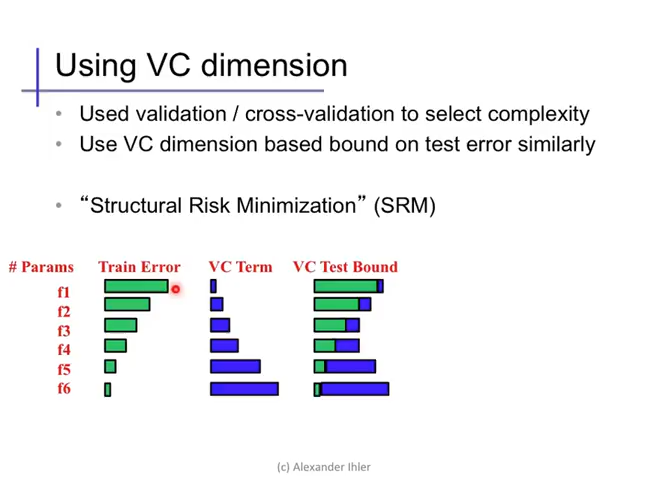 Using VC dimension
• Used validation / cross-validation to select complexity
• Use VC dimension based bound on test error similarly
• “Structural Risk Minimization” (SRM)
# Params Train Error VC Term VC Test Bound
f1
f2
f3
f4
f5
f6
(c) Alexander Ihler